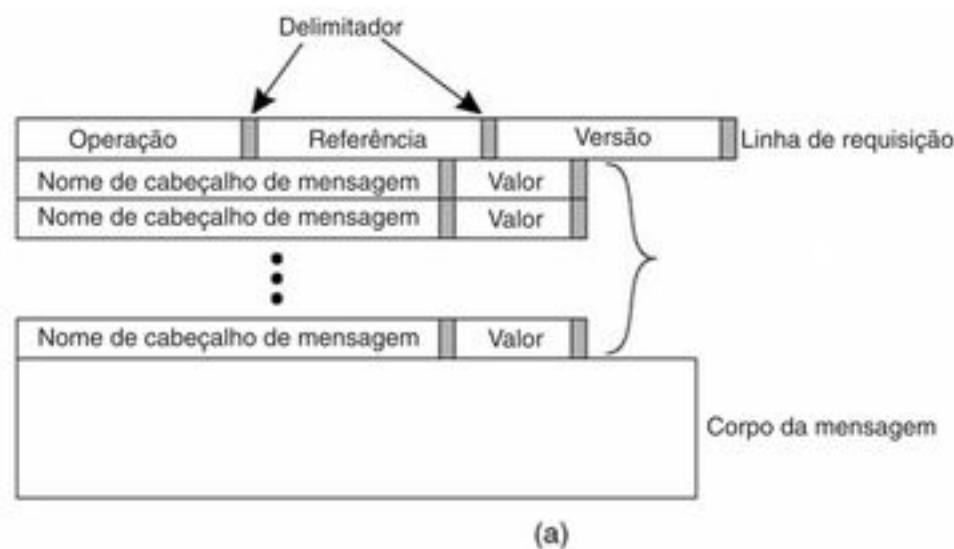 Delimitador
Operação Referência Versão Linha de requisição
Nome de cabeçalho de mensagem Valor
Nome de cabeçalho de mensagem Valor
Nome de cabeçalho de mensagem Valor
Corpo da mensagem
(a)